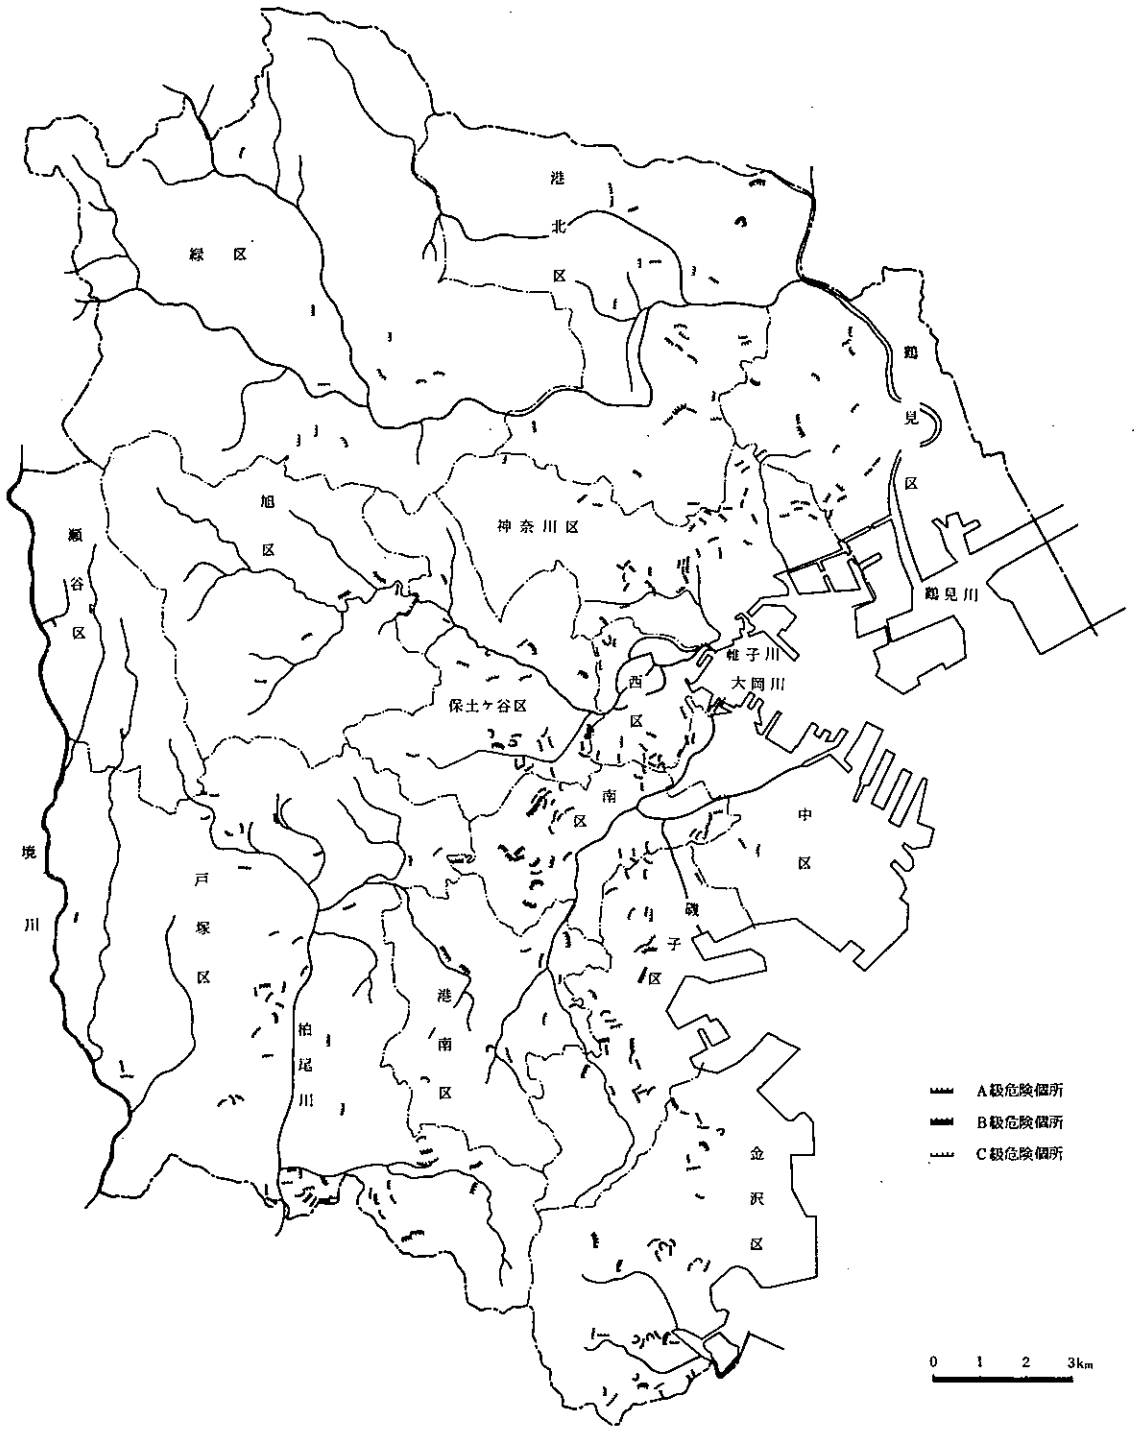 港北区
緑区
鶴見区
旭区
神奈川区
瀬谷区
鶴見川
帷子川
西区
大岡川
保土ヶ谷区
南区
中区
境川
戸塚区
磯子区
港南区
柏尾川
A級危険個所
B級危険個所
C級危険個所
金沢区
0 1 2 3km